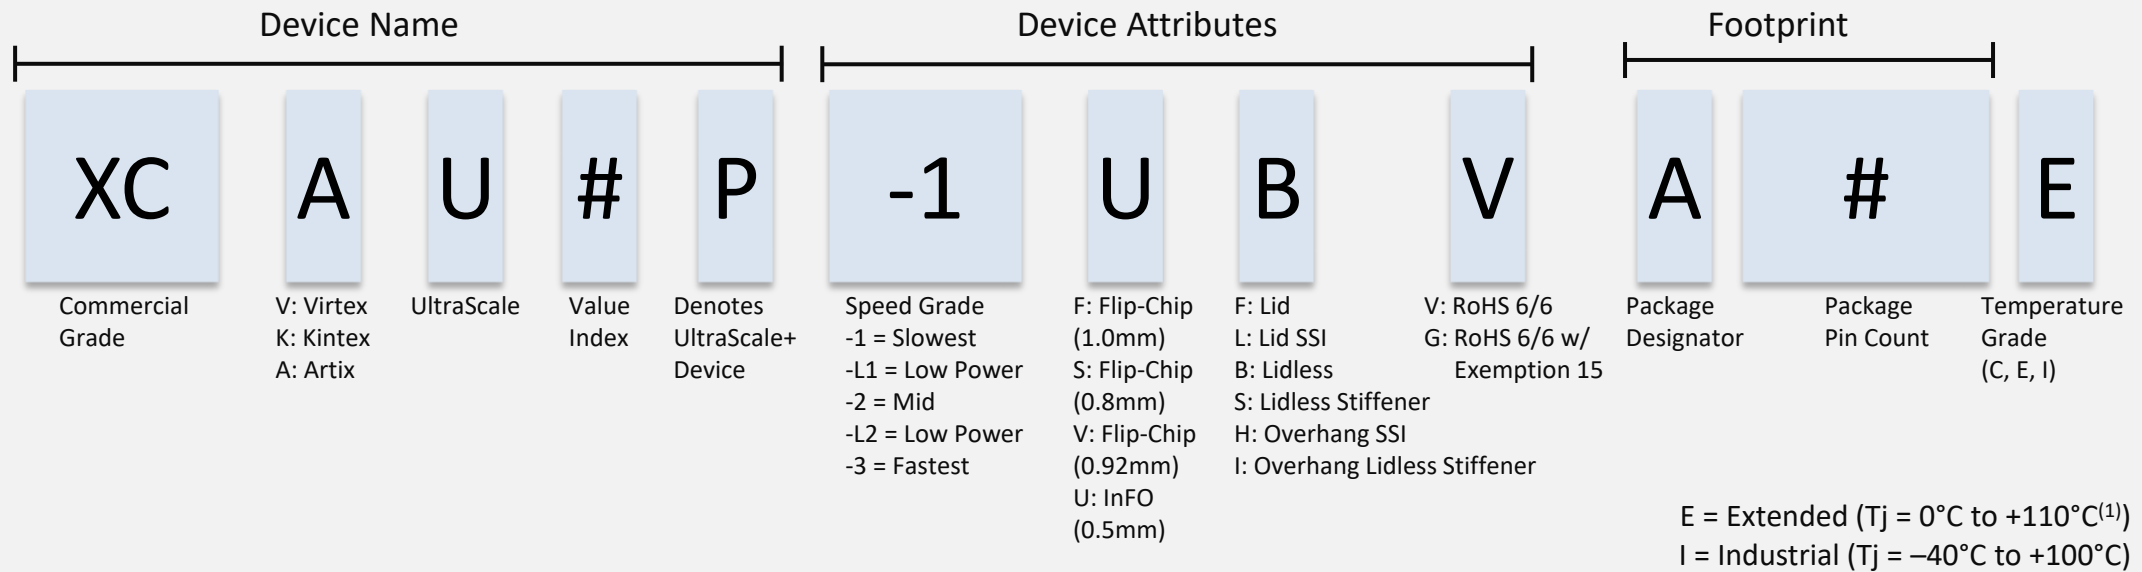 Device Name
Device Attributes
Footprint
XC
A
U
#
P
-1
U
B
V
A
#
E
Commercial
Grade
V: Virtex
K: Kintex
A: Artix
UltraScale
Value
Index
Denotes
UltraScale+
Device
Speed Grade
-1 = Slowest
-L1 = Low Power
-2 = Mid
-L2 = Low Power
-3 = Fastest
F: Flip-Chip
(1.0mm)
S: Flip-Chip
(0.8mm)
V: Flip-Chip
(0.92mm)
U: InFO
(0.5mm)
F: Lid
L: Lid SSI
B: Lidless
S: Lidless Stiffener
H: Overhang SSI
I: Overhang Lidless Stiffener
V: RoHS 6/6
G: RoHS 6/6 w/
Exemption 15
Package
Designator
Package
Pin Count
Temperature
Grade
(C, E, I)
E = Extended (Tj = 0°C to +110°C(1))
I = Industrial (Tj = –40°C to +100°C)